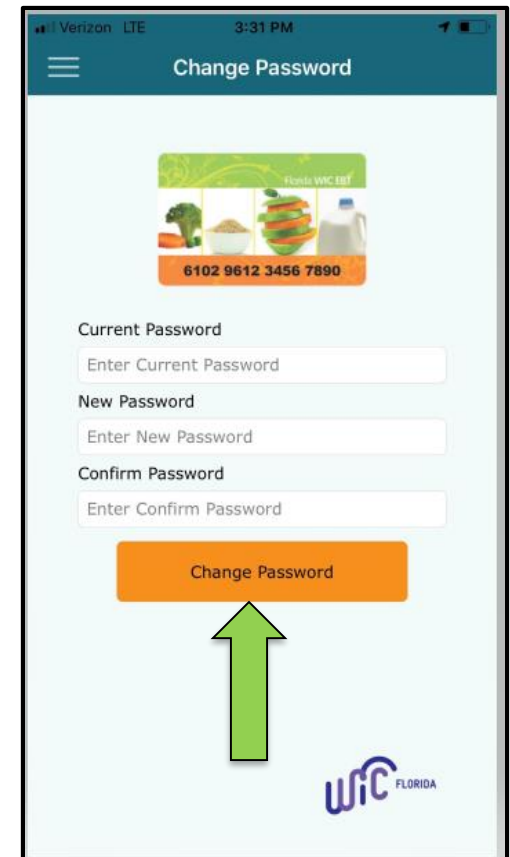 Verizon LTE 3:31 PM
Change Password
Florida WIC EBT
6102 9612 3456 7890
Current Password
Enter Current Password
New Password
Enter New Password
Confirm Password
Enter Confirm Password
Change Password
WIC FLORIDA